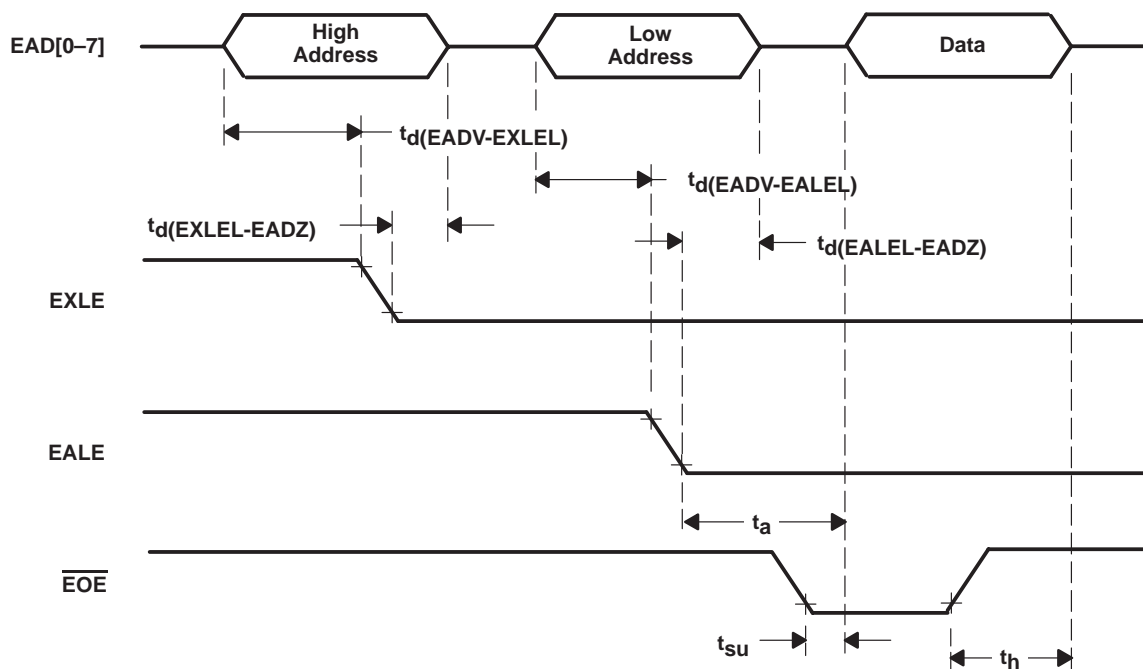 EAD[0–7]
High
Address
Low
Address
Data
td(EADV-EXLEL)
td(EADV-EALEL)
td(EXLEL-EADZ)
td(EALEL-EADZ)
EXLE
EALE
ta
EOE
tsu
th